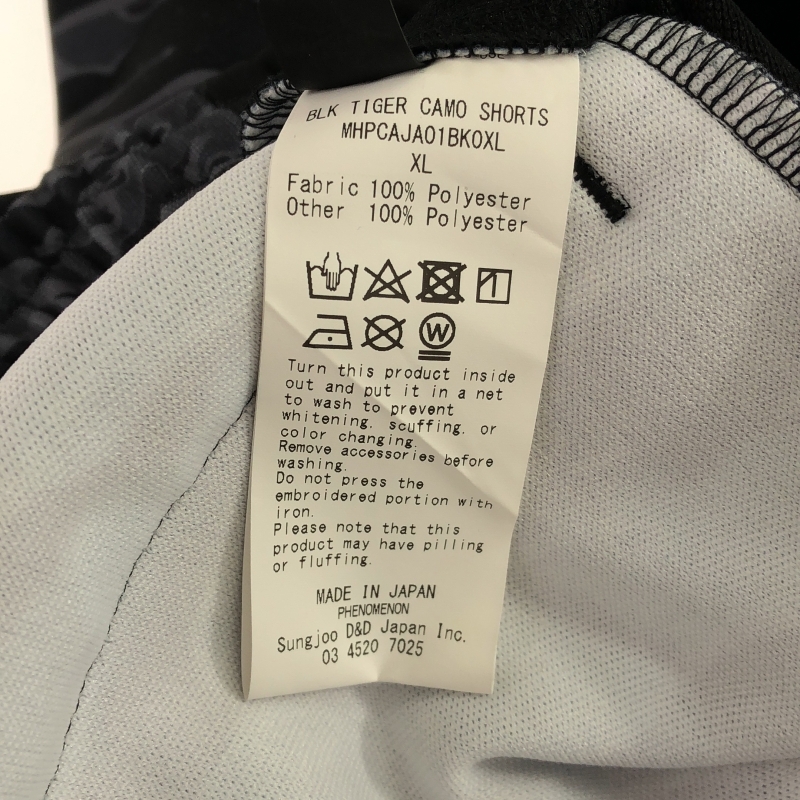 BLK TIGER CAMO SHORTS
MHPCAJA01BK0XL
XL
Fabric 100% Polyester
Other 100% Polyester
W
Turn this product inside
out and put it in a net
to wash to prevent
whitening, scuffing, or
color changing.
Remove accessories before
washing.
Do not press the
embroidered portion with
iron.
Please note that this
product may have pilling
or fluffing.
MADE IN JAPAN
PHENOMENON
Sungjoo D&D Japan Inc.
03 4520 7025